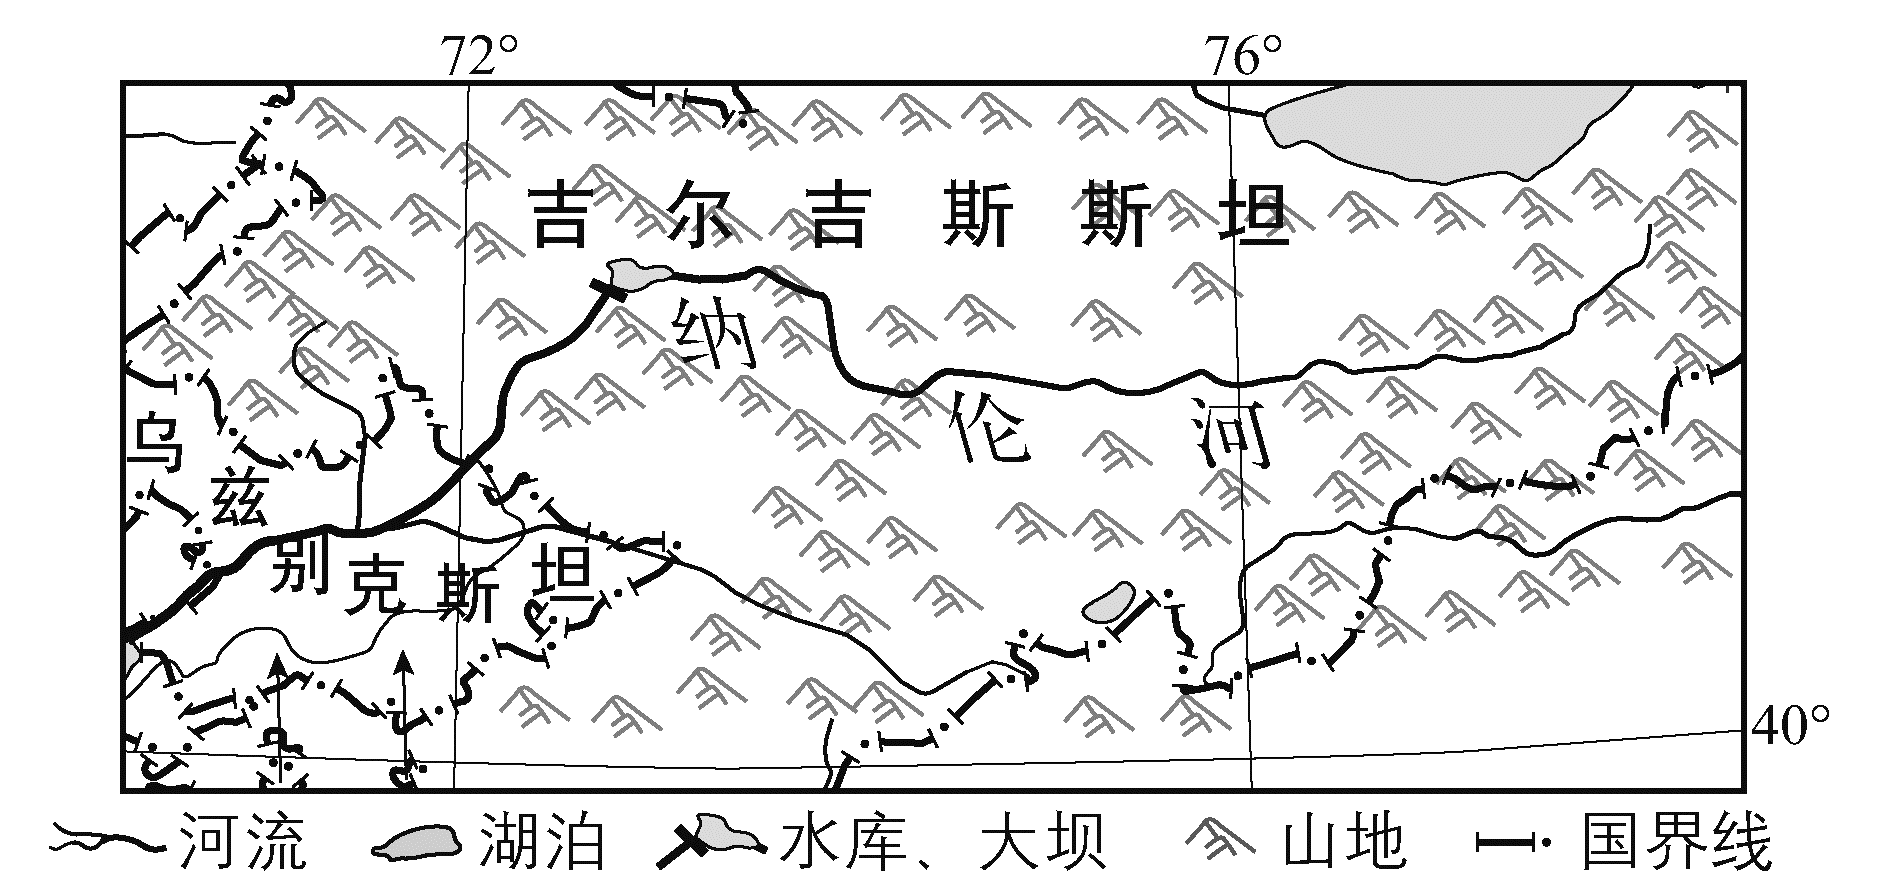 72° 76°
吉尔吉斯斯坦
纳伦河
乌兹别克斯坦
40°
河流 湖泊 水库、大坝 山地 国界线